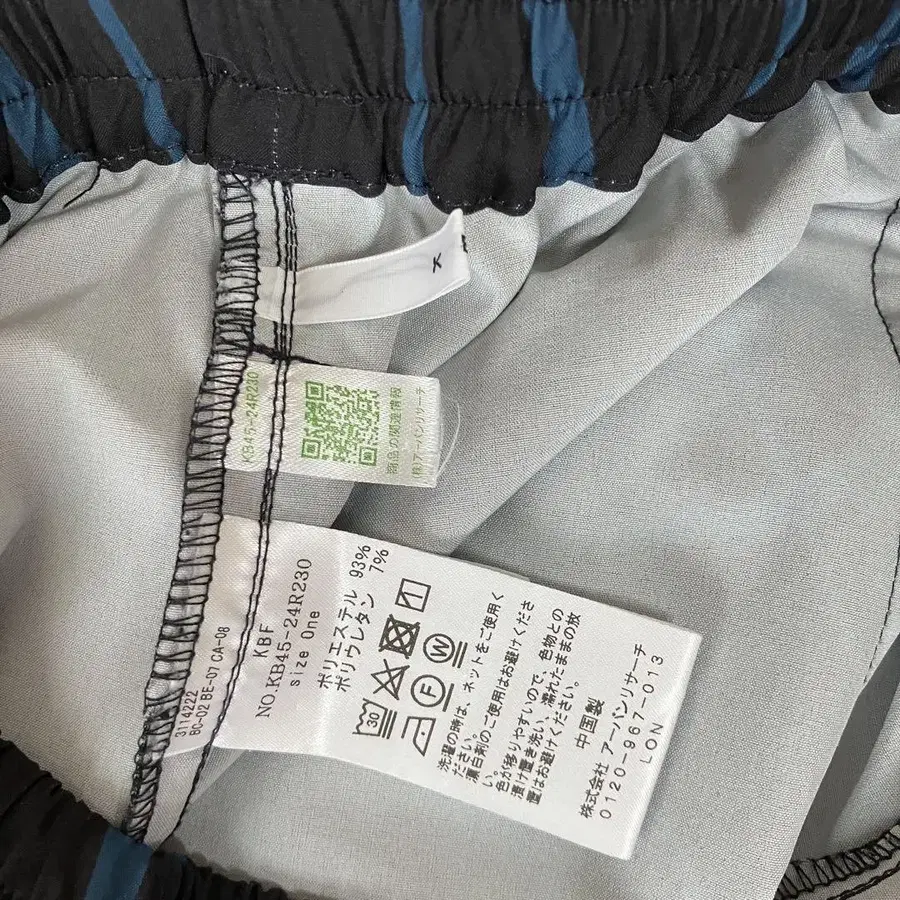 K
KB45-24R230
商品の関連情報
(株)アーバンリサーチ
3114222
BC-02 BE-07 CA-08
KBF
NO.KB45-24R230
size One
ポリエステル 93%
ポリウレタン 7%
30
F
W
洗濯の時は、ネットをご使用く
ださい。
漂白剤のご使用はお避けくださ
色が移りやすいので、色物との
漬け置き洗い、濡れたままの放
置はお避けください。
中国製
株式会社 アーバンリサーチ
0120-967-013
LON